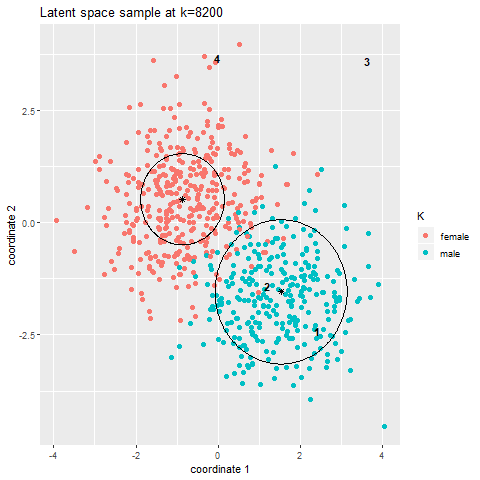 Latent space sample at k=8200
4
3
2.5
K
female
male
0.0
coordinate 2
2
1
-2.5
-4
-2
0
2
4
coordinate 1